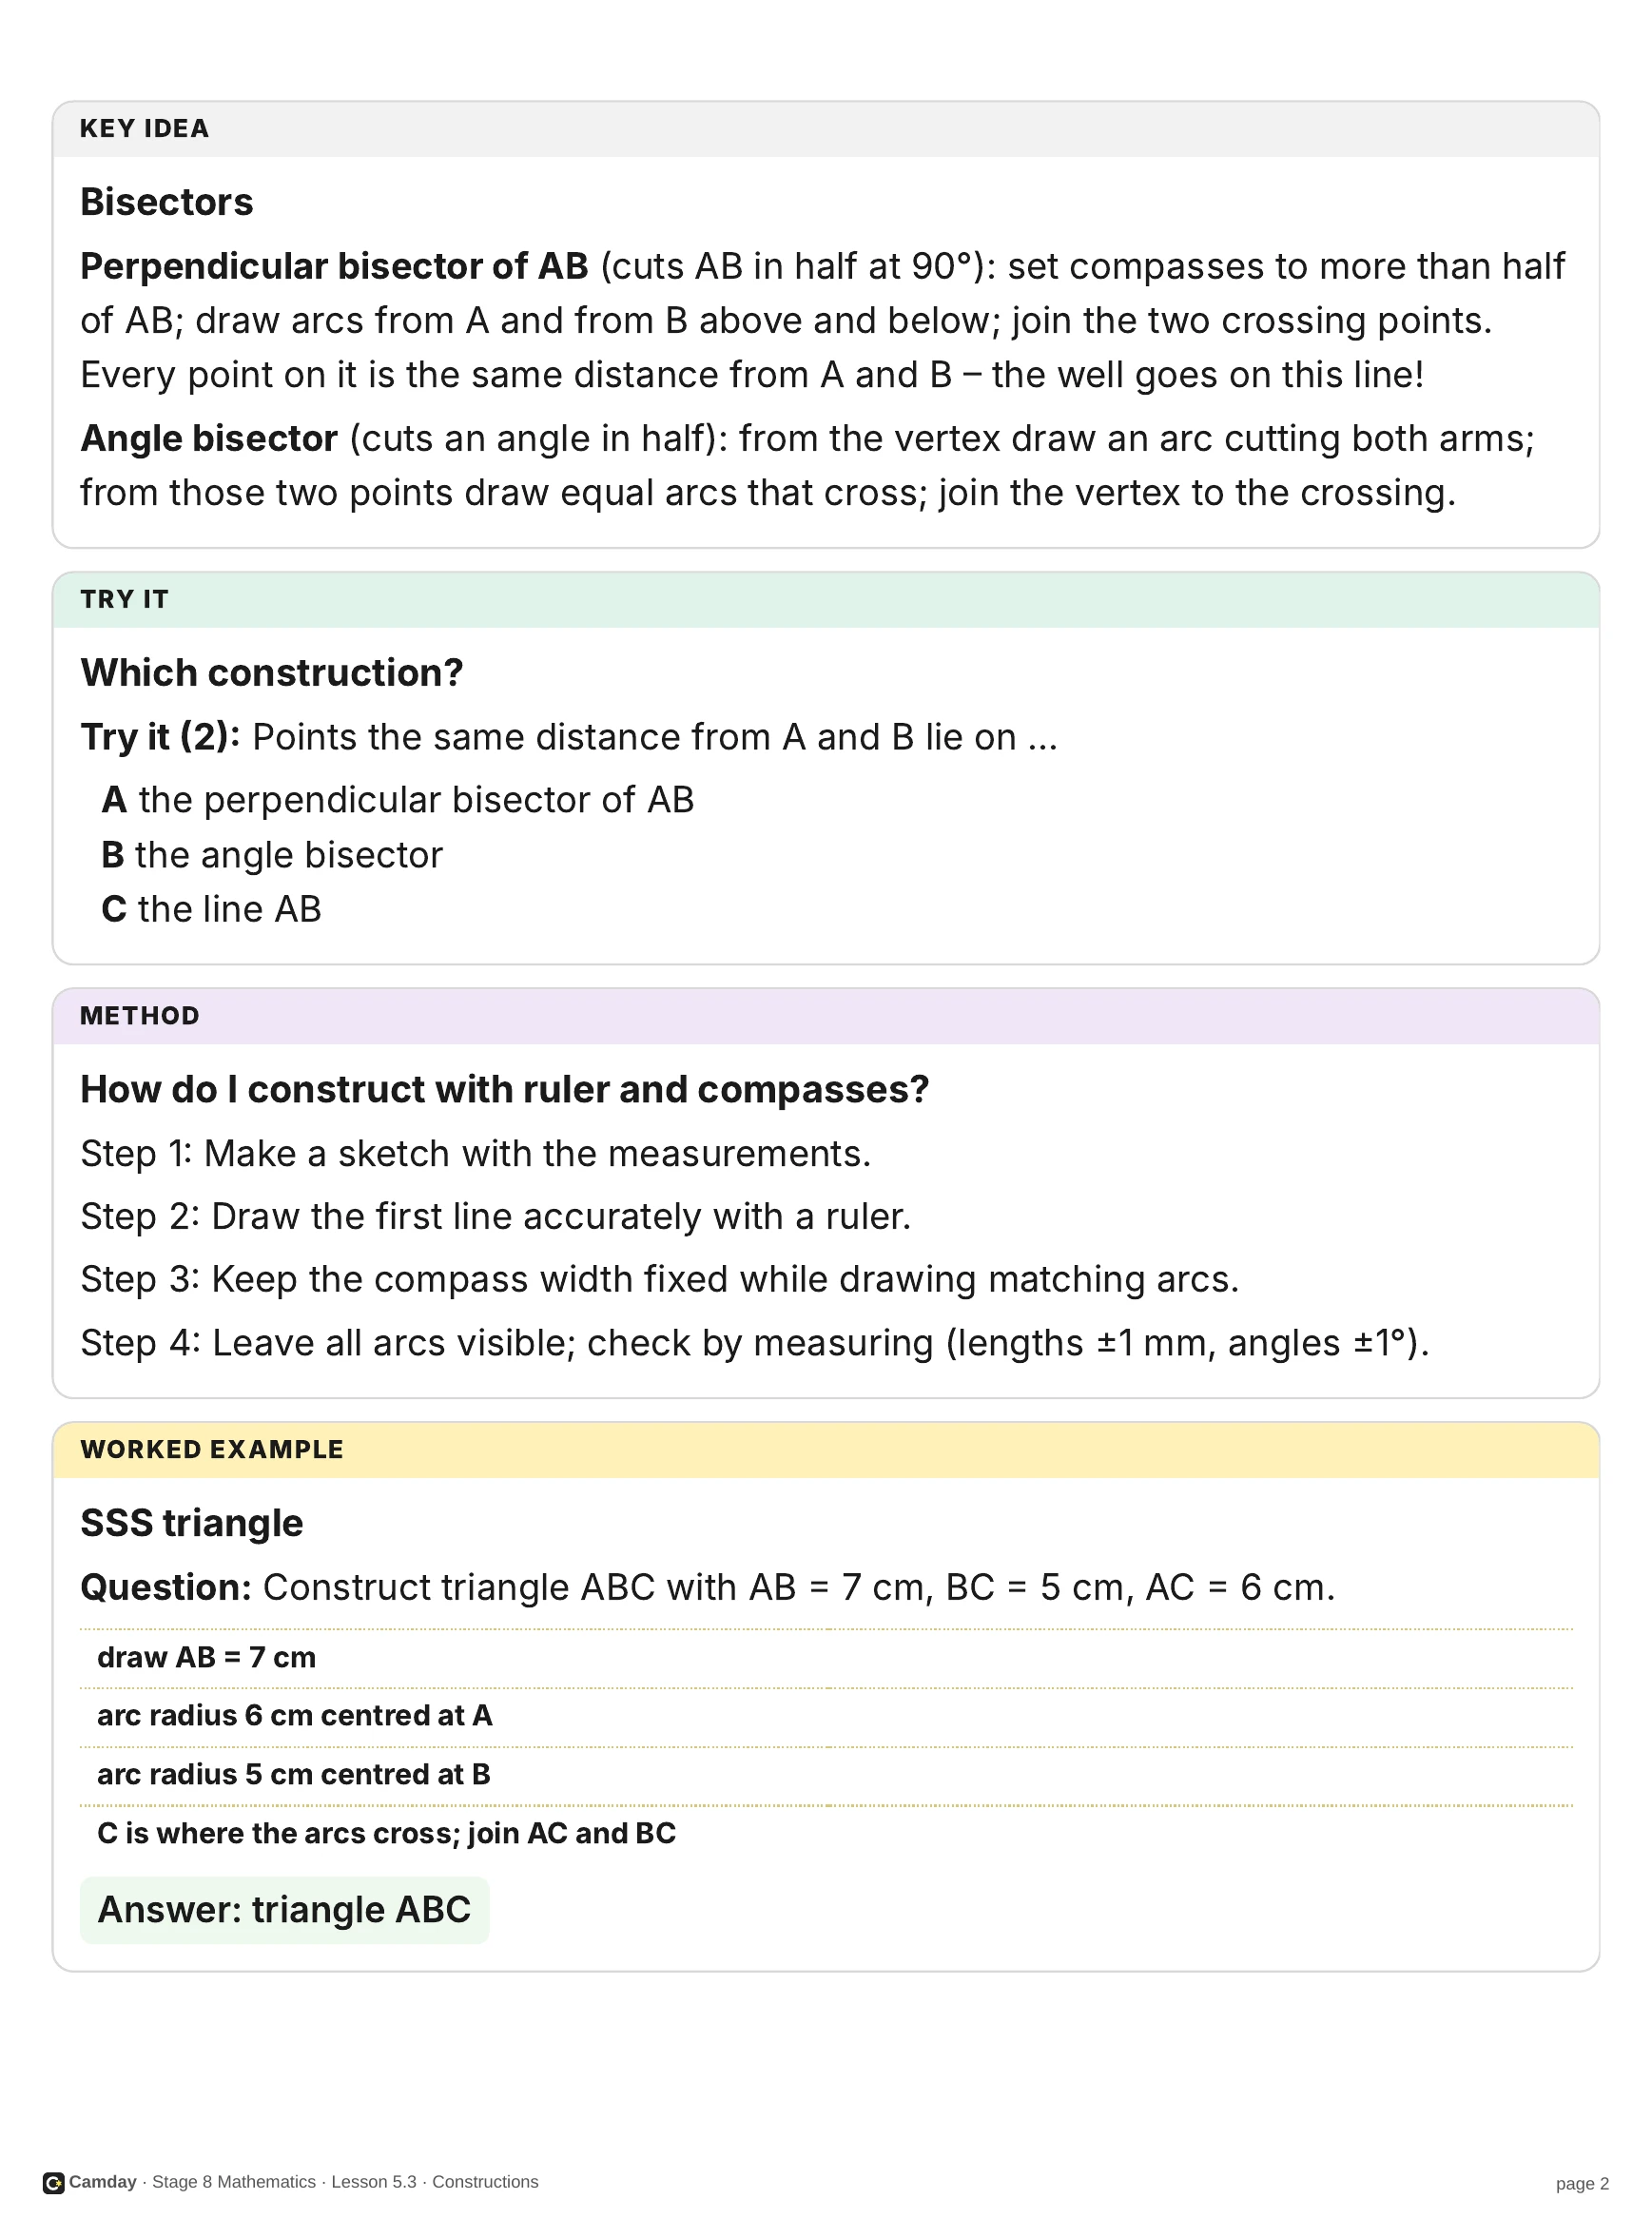 KEY IDEA
Bisectors
Perpendicular bisector of AB (cuts AB in half at 90°): set compasses to more than half
of AB; draw arcs from A and from B above and below; join the two crossing points.
Every point on it is the same distance from A and B – the well goes on this line!
Angle bisector (cuts an angle in half): from the vertex draw an arc cutting both arms;
from those two points draw equal arcs that cross; join the vertex to the crossing.
TRY IT
Which construction?
Try it (2): Points the same distance from A and B lie on ...
A the perpendicular bisector of AB
B the angle bisector
C the line AB
METHOD
How do I construct with ruler and compasses?
Step 1: Make a sketch with the measurements.
Step 2: Draw the first line accurately with a ruler.
Step 3: Keep the compass width fixed while drawing matching arcs.
Step 4: Leave all arcs visible; check by measuring (lengths ±1 mm, angles ±1°).
WORKED EXAMPLE
SSS triangle
Question: Construct triangle ABC with AB = 7 cm, BC = 5 cm, AC = 6 cm.
draw AB = 7 cm
arc radius 6 cm centred at A
arc radius 5 cm centred at B
C is where the arcs cross; join AC and BC
Answer: triangle ABC
Camday · Stage 8 Mathematics · Lesson 5.3 · Constructions
page 2